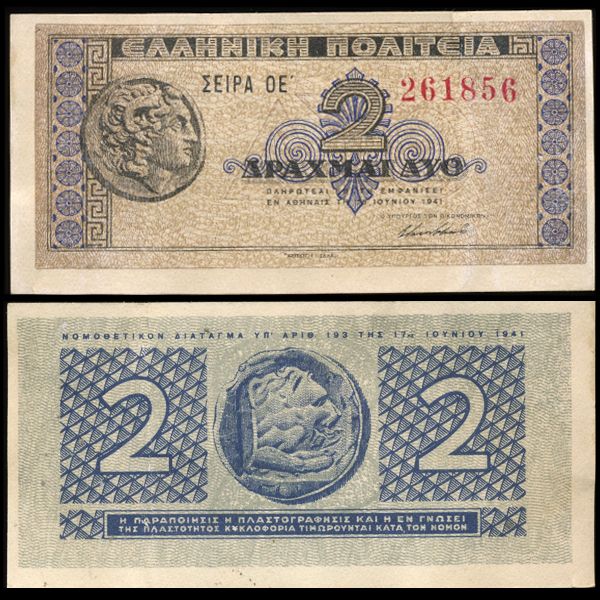 ΕΛΛΗΝΙΚΗ ΠΟΛΙΤΕΙΑ
ΣΕΙΡΑ ΟΕ΄
261856
2
ΔΡΑΧΜΑΙ ΔΥΟ
ΠΛΗΡΩΤΕΑΙ ΕΜΦΑΝΙΣΕΙ
ΕΝ ΑΘΗΝΑΙΣ ΙΟΥΝΙΟΥ 1941
Ο ΥΠΟΥΡΓΟΣ ΤΩΝ ΟΙΚΟΝΟΜΙΚΩΝ
ΝΟΜΟΘΕΤΙΚΟΝ ΔΙΑΤΑΓΜΑ ΥΠ' ΑΡΙΘ 193 ΤΗΣ 17ης ΙΟΥΝΙΟΥ 1941
2 2
Η ΠΑΡΑΠΟΙΗΣΙΣ Η ΠΛΑΣΤΟΓΡΑΦΗΣΙΣ ΚΑΙ Η ΕΝ ΓΝΩΣΕΙ
ΤΗΣ ΠΛΑΣΤΟΤΗΤΟΣ ΚΥΚΛΟΦΟΡΙΑ ΤΙΜΩΡΟΥΝΤΑΙ ΚΑΤΑ ΤΟΝ ΝΟΜΟΝ